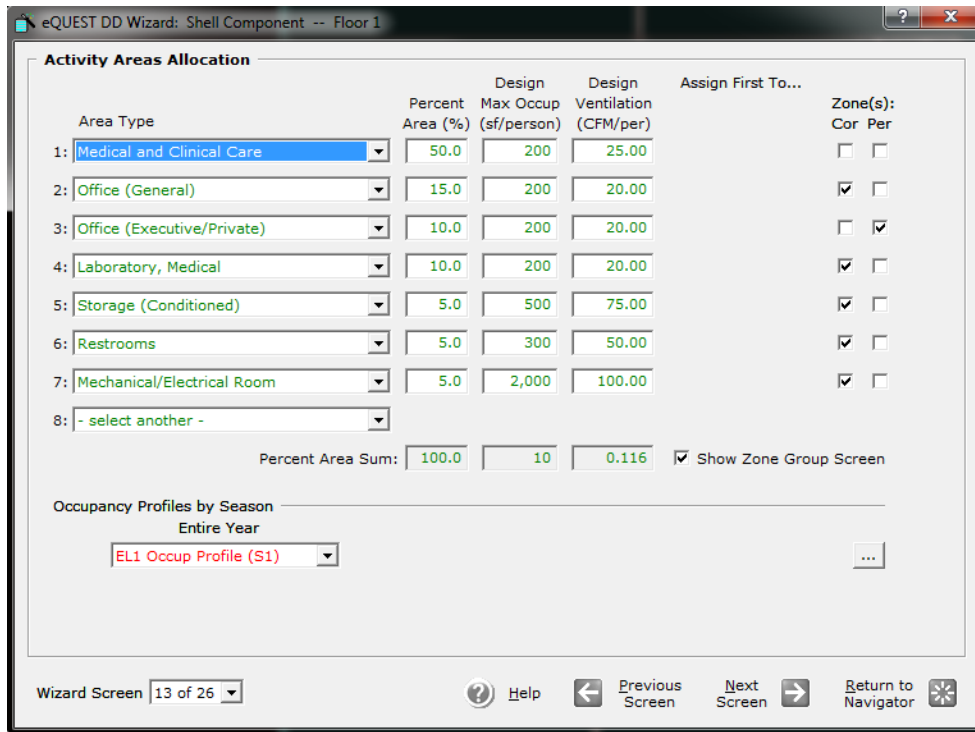 eQUEST DD Wizard: Shell Component -- Floor 1
?
X
Activity Areas Allocation
Area Type
Percent Area (%)
Design Max Occup (sf/person)
Design Ventilation (CFM/per)
Assign First To...
Zone(s):
Cor Per
1: Medical and Clinical Care 50.0 200 25.00
2: Office (General) 15.0 200 20.00
3: Office (Executive/Private) 10.0 200 20.00
4: Laboratory, Medical 10.0 200 20.00
5: Storage (Conditioned) 5.0 500 75.00
6: Restrooms 5.0 300 50.00
7: Mechanical/Electrical Room 5.0 2,000 100.00
8: - select another -
Percent Area Sum: 100.0 10 0.116 Show Zone Group Screen
Occupancy Profiles by Season
Entire Year
EL1 Occup Profile (S1)
...
Wizard Screen 13 of 26
? Help
Previous Screen
Next Screen
Return to Navigator